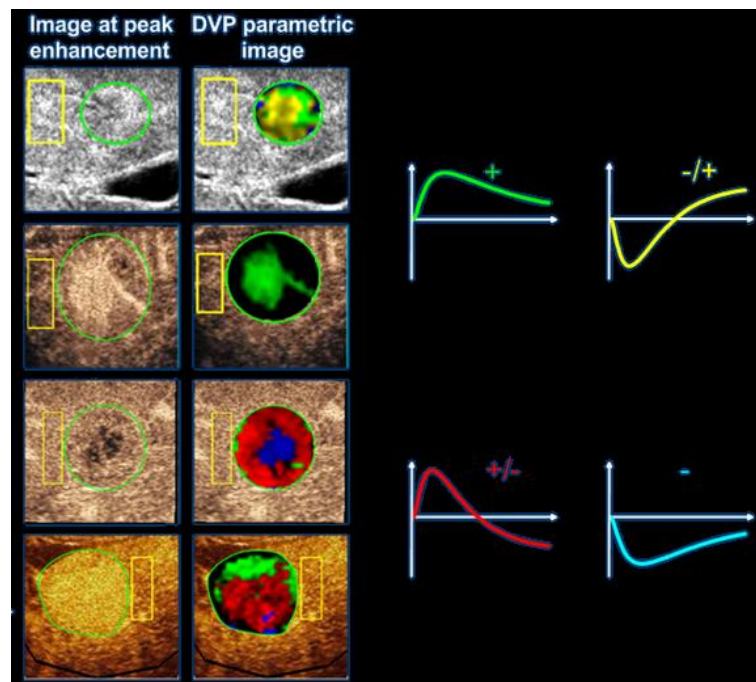 Image at peak
enhancement
DVP parametric
image
+
-/+
+/-
-